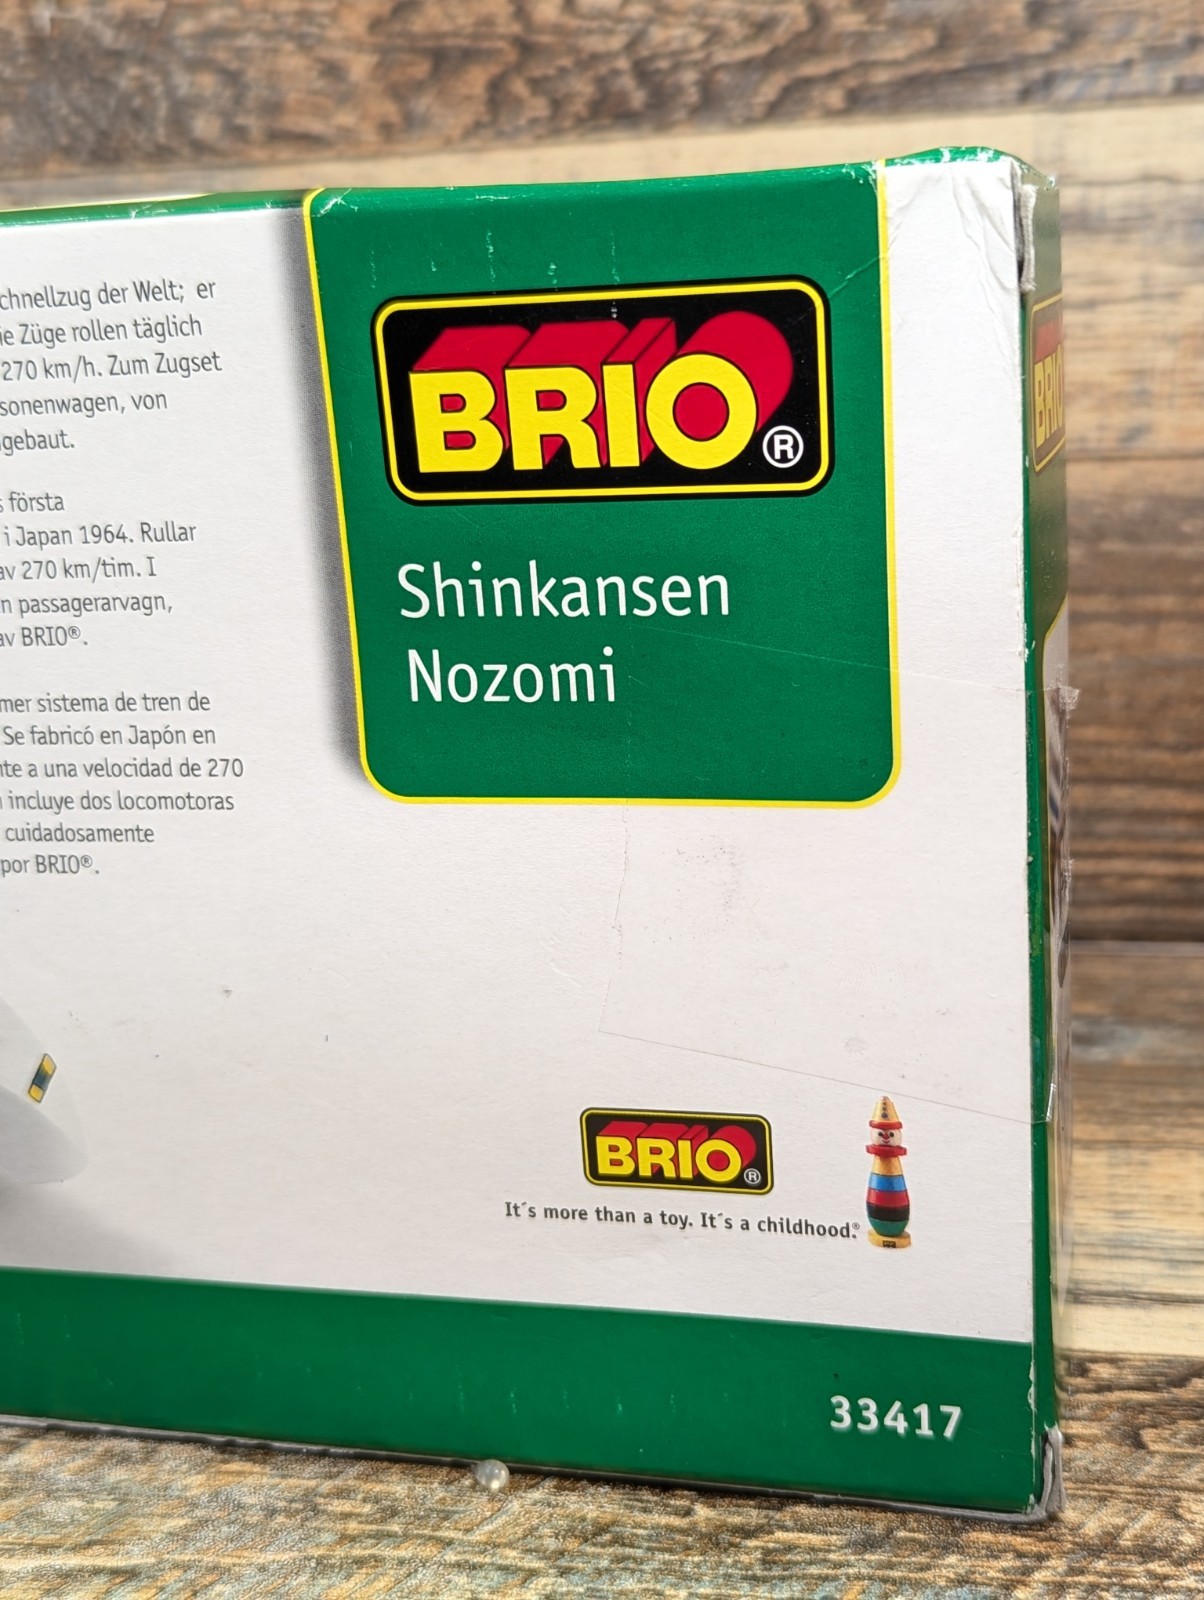 chnellzug der Welt; er
ie Züge rollen täglich
270 km/h. Zum Zugset
sonenwagen, von
gebaut.
s första
i Japan 1964. Rullar
av 270 km/tim. I
n passagerarvagn,
av BRIO®.
mer sistema de tren de
Se fabricó en Japón en
nte a una velocidad de 270
incluye dos locomotoras
cuidadosamente
por BRIO®.
BRIO®
Shinkansen
Nozomi
BRIO
BRIO®
It´s more than a toy. It´s a childhood.®
33417